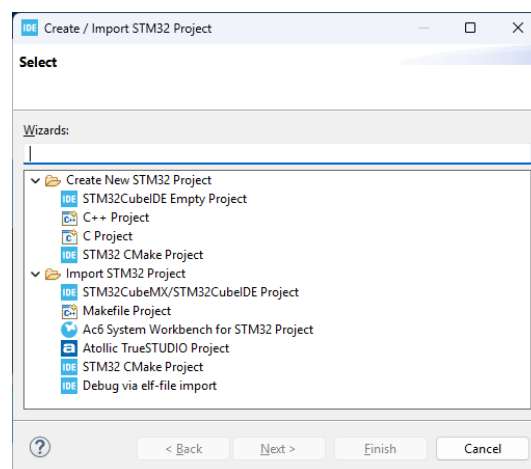 IDE Create / Import STM32 Project
Select
Wizards:
Create New STM32 Project
IDE STM32CubeIDE Empty Project
C++ C++ Project
C C Project
IDE STM32 CMake Project
Import STM32 Project
IDE STM32CubeMX/STM32CubeIDE Project
C++ Makefile Project
Ac6 System Workbench for STM32 Project
a Atollic TrueSTUDIO Project
IDE STM32 CMake Project
IDE Debug via elf-file import
? < Back Next > Finish Cancel